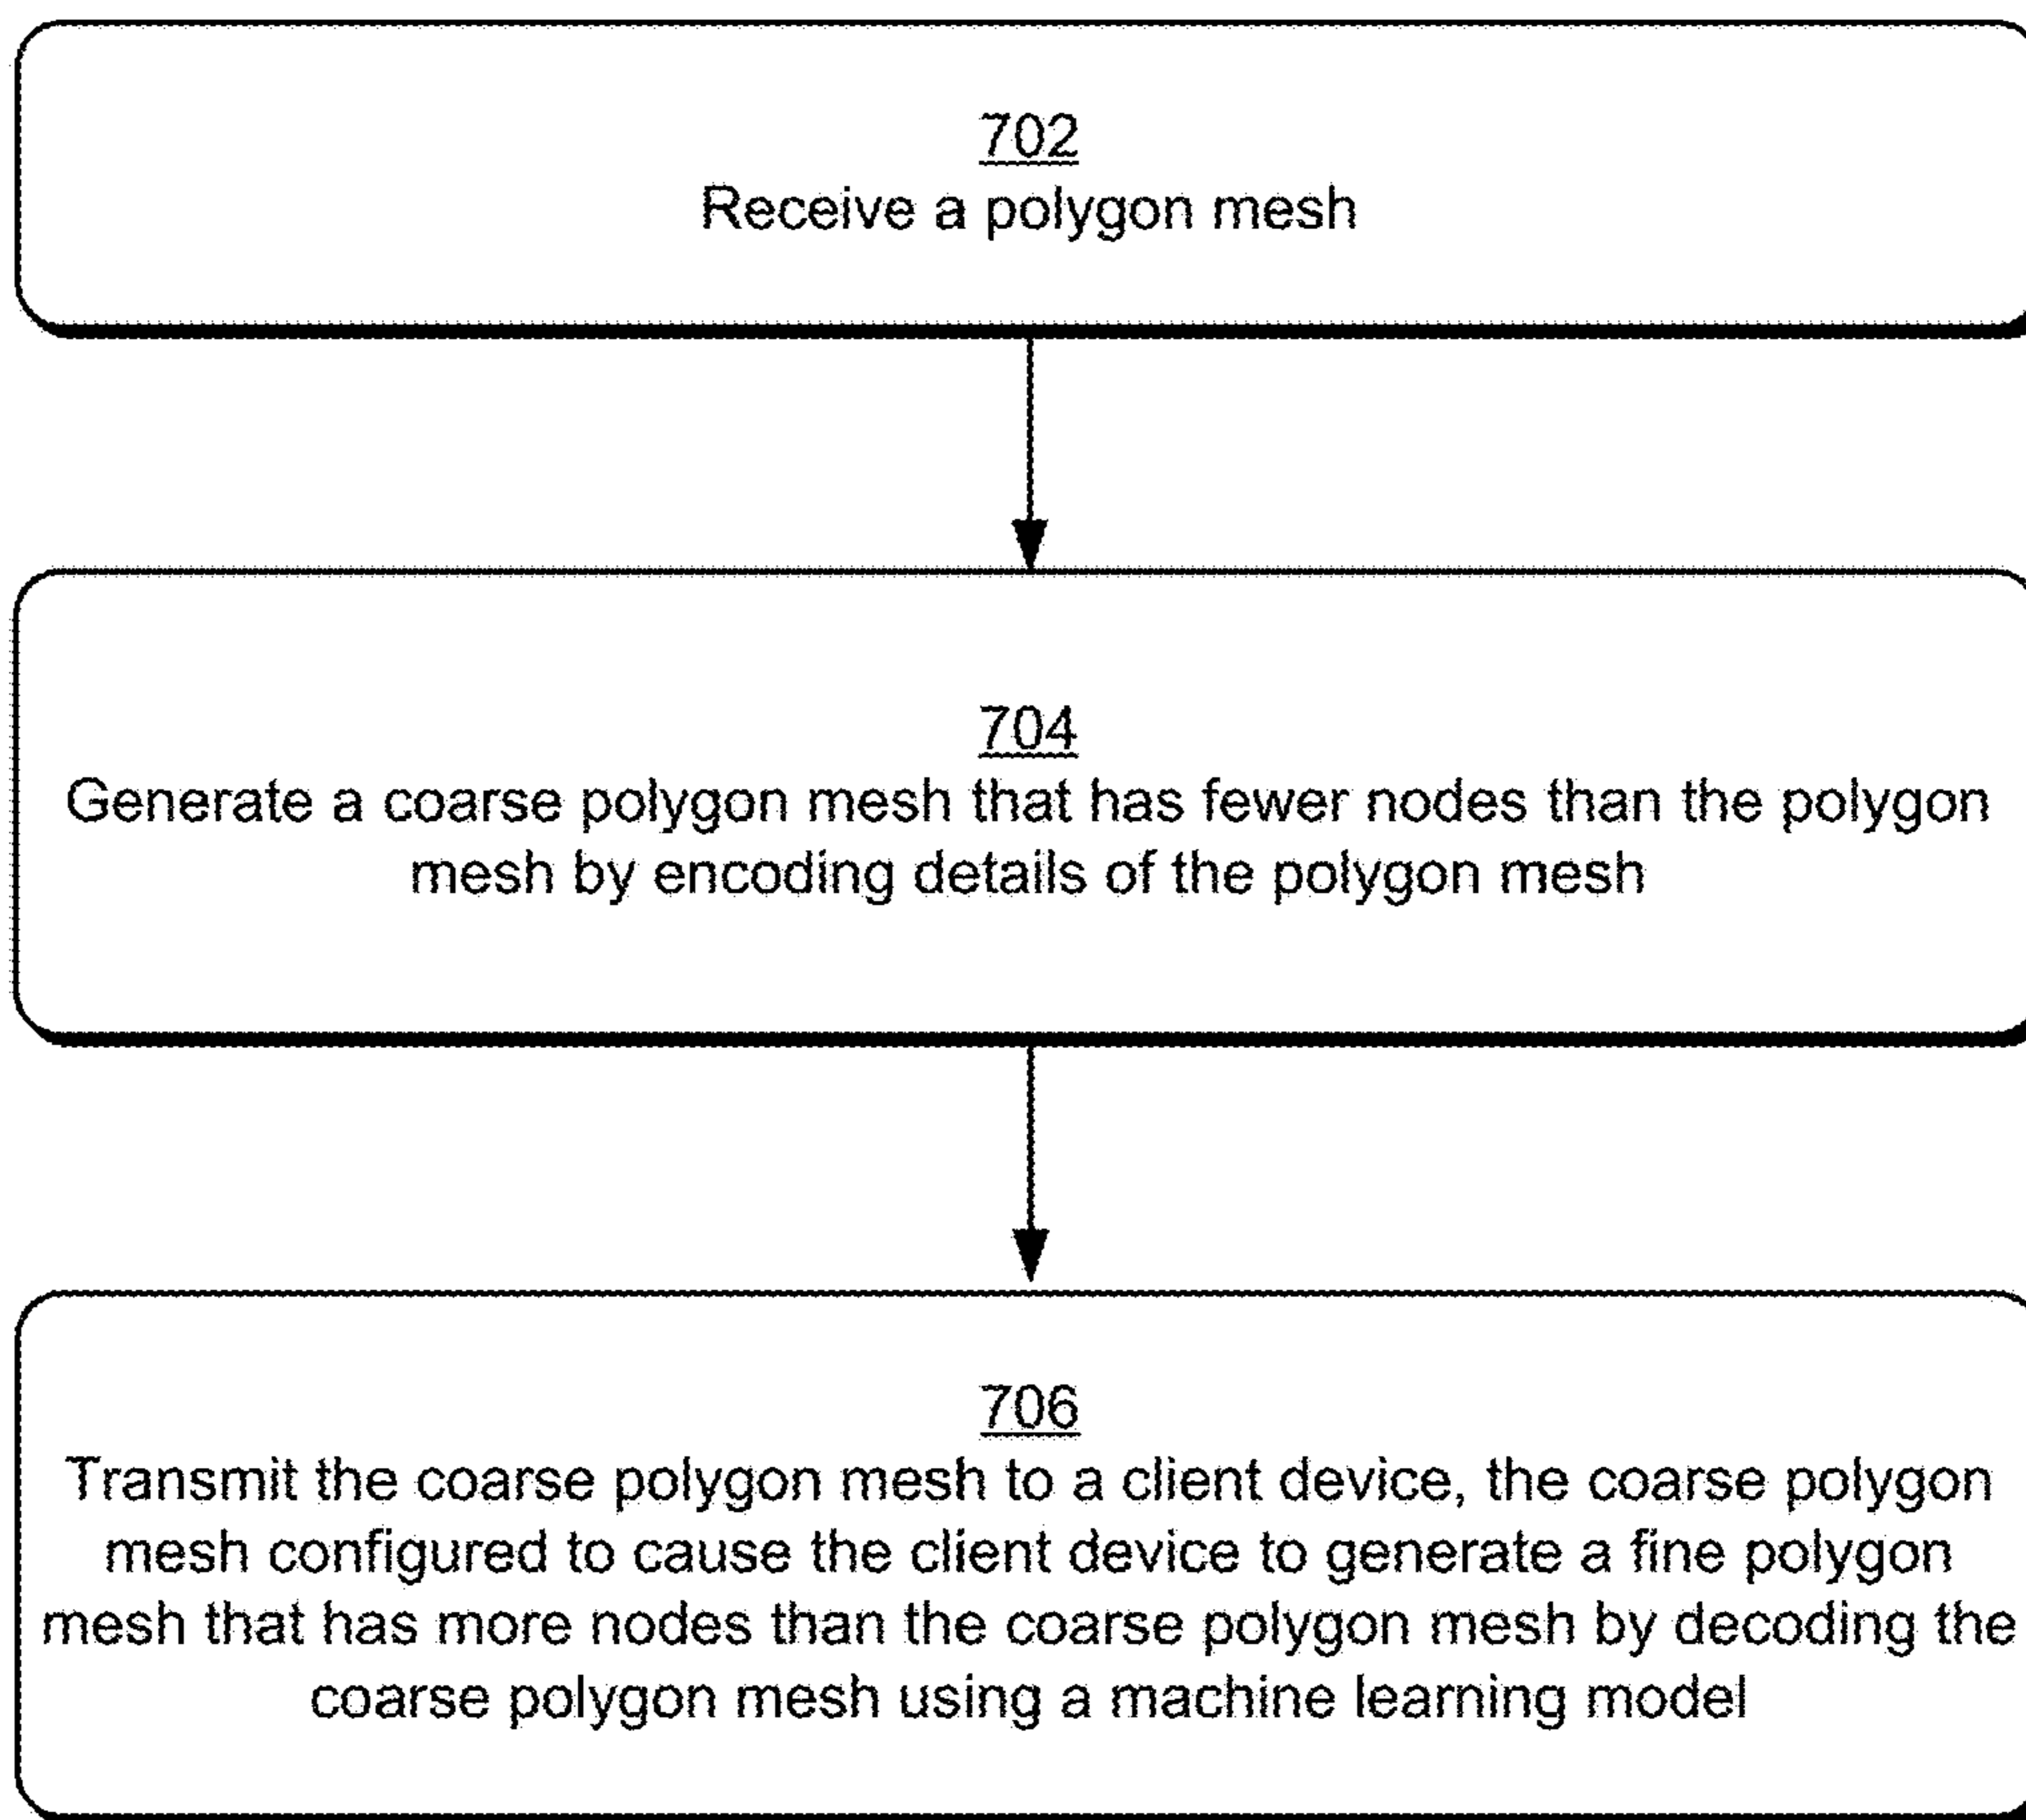 702
Receive a polygon mesh
704
Generate a coarse polygon mesh that has fewer nodes than the polygon
mesh by encoding details of the polygon mesh
706
Transmit the coarse polygon mesh to a client device, the coarse polygon
mesh configured to cause the client device to generate a fine polygon
mesh that has more nodes than the coarse polygon mesh by decoding the
coarse polygon mesh using a machine learning model